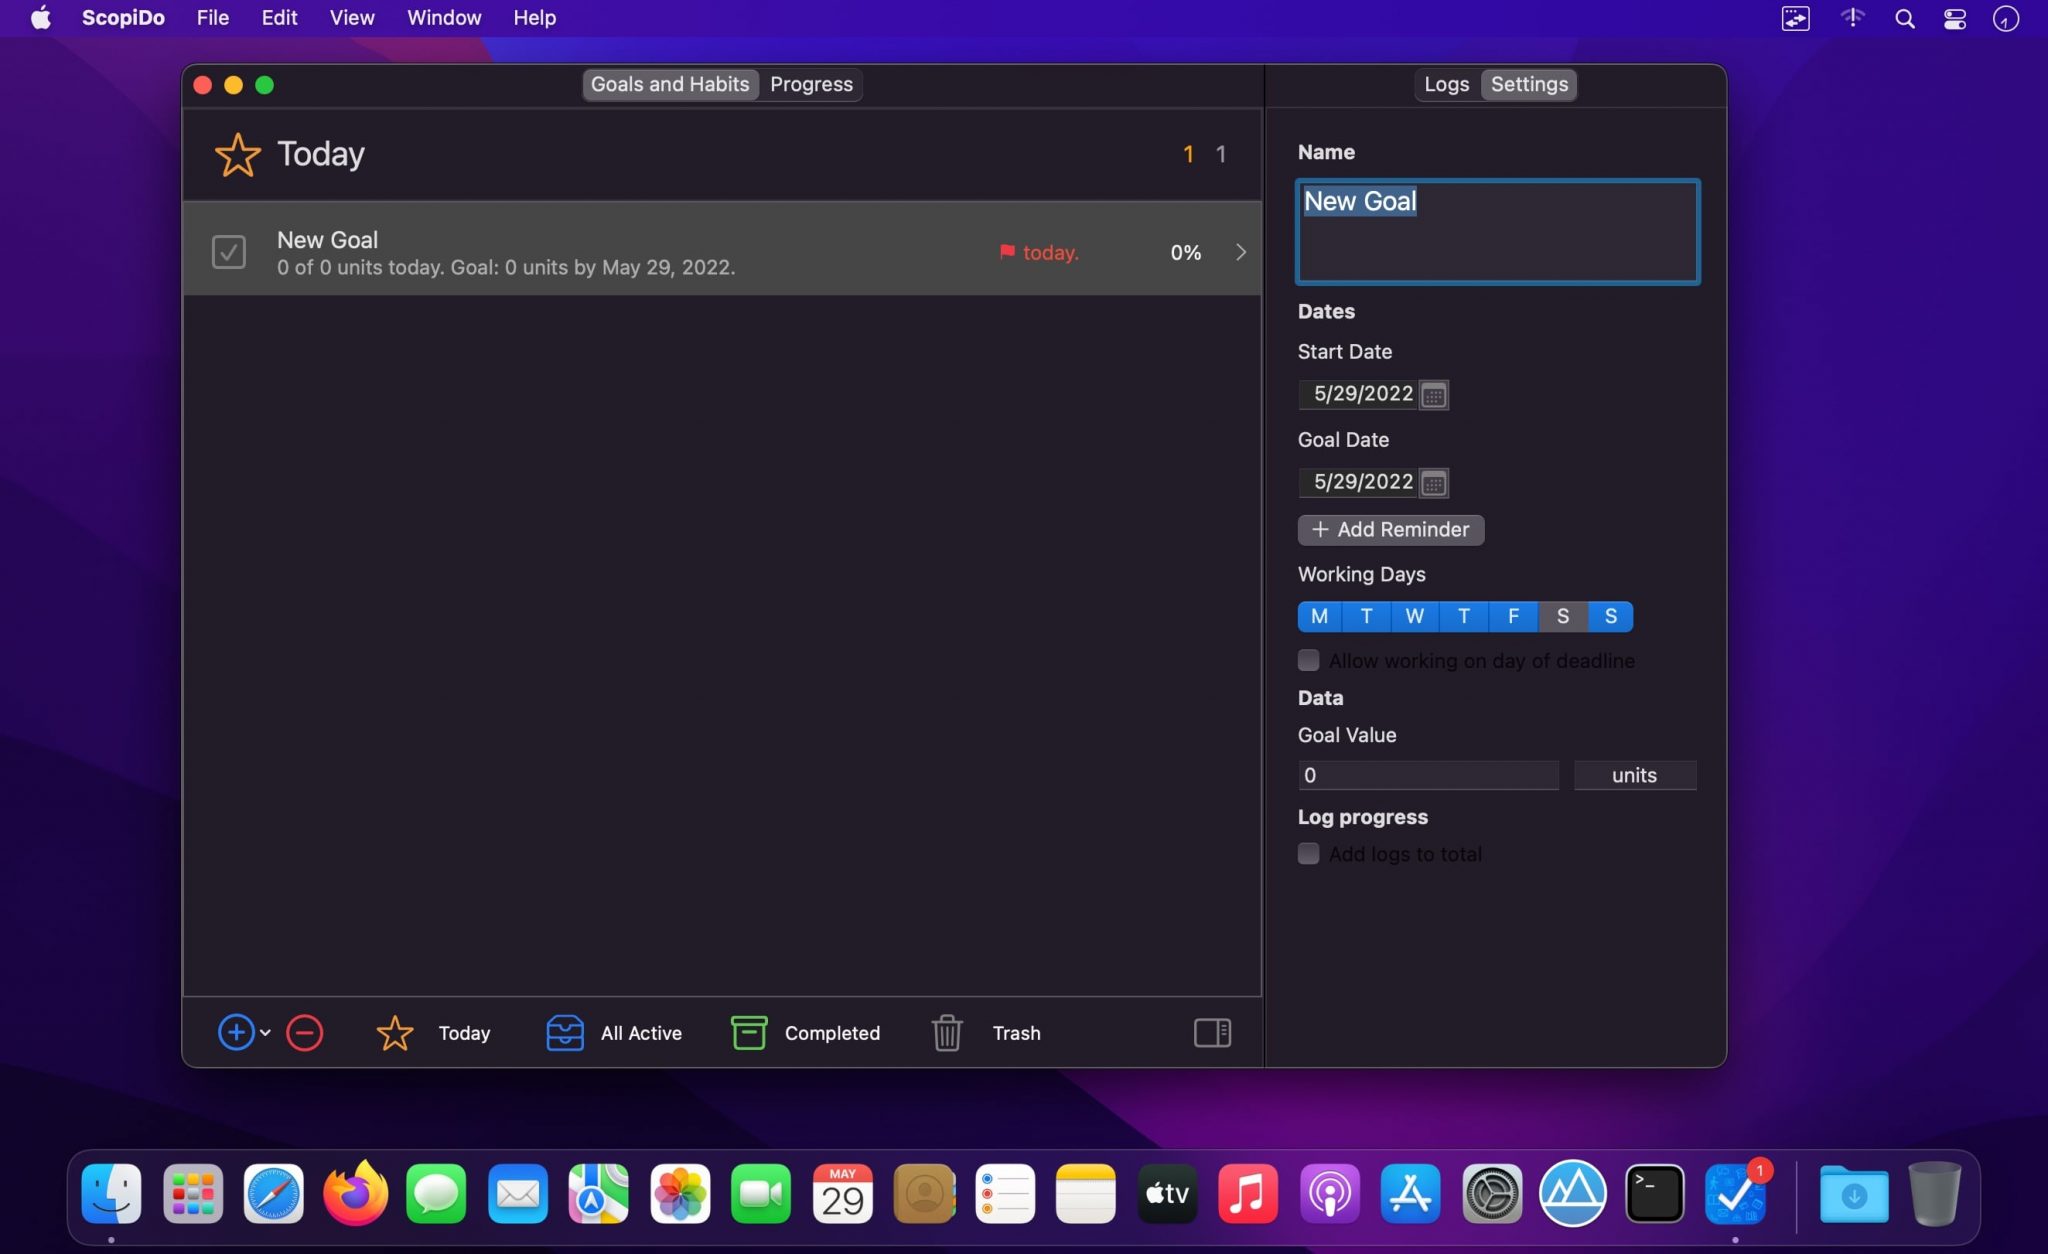 ScopiDo File Edit View Window Help
Goals and Habits Progress
Logs Settings
Today
1 1
New Goal
0 of 0 units today. Goal: 0 units by May 29, 2022.
today.
0%
Name
New Goal
Dates
Start Date
5/29/2022
Goal Date
5/29/2022
+ Add Reminder
Working Days
M T W T F S S
Allow working on day of deadline
Data
Goal Value
0 units
Log progress
Add logs to total
Today All Active Completed Trash
MAY
29
tv
>_
1